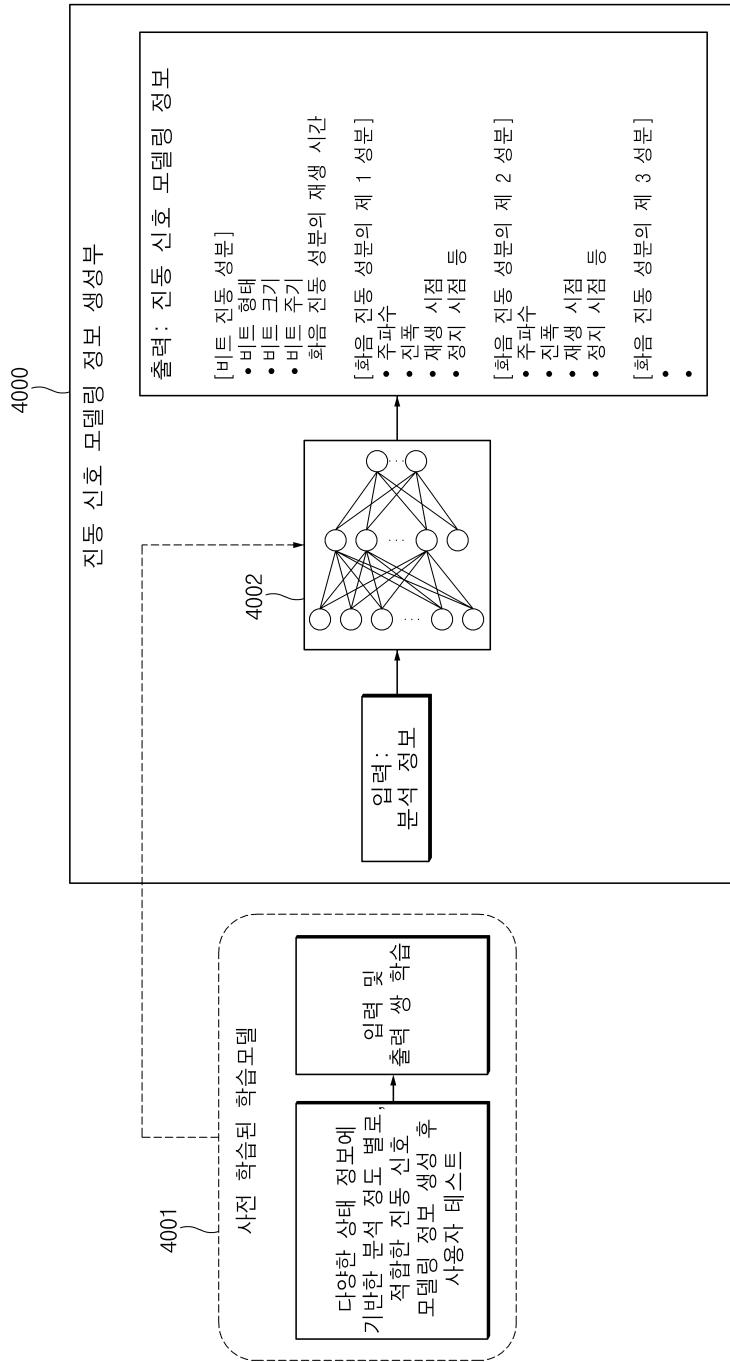 4000
진동 신호 모델링 정보 생성부
4001
사전 학습된 학습모델
다양한 상태 정보에
기반한 분석 정도 별로,
적합한 진동 신호
모델링 정보 생성 후
사용자 테스트
입력 및
출력 쌍 학습
입력:
분석 정보
4002
출력: 진동 신호 모델링 정보
[비트 진동 성분]
• 비트 형태
• 비트 크기
• 비트 주기
화음 진동 성분의 재생 시간
[화음 진동 성분의 제 1 성분]
• 주파수
• 진폭
• 재생 시점
• 정지 시점 등
[화음 진동 성분의 제 2 성분]
• 주파수
• 진폭
• 재생 시점
• 정지 시점 등
[화음 진동 성분의 제 3 성분]
•
•